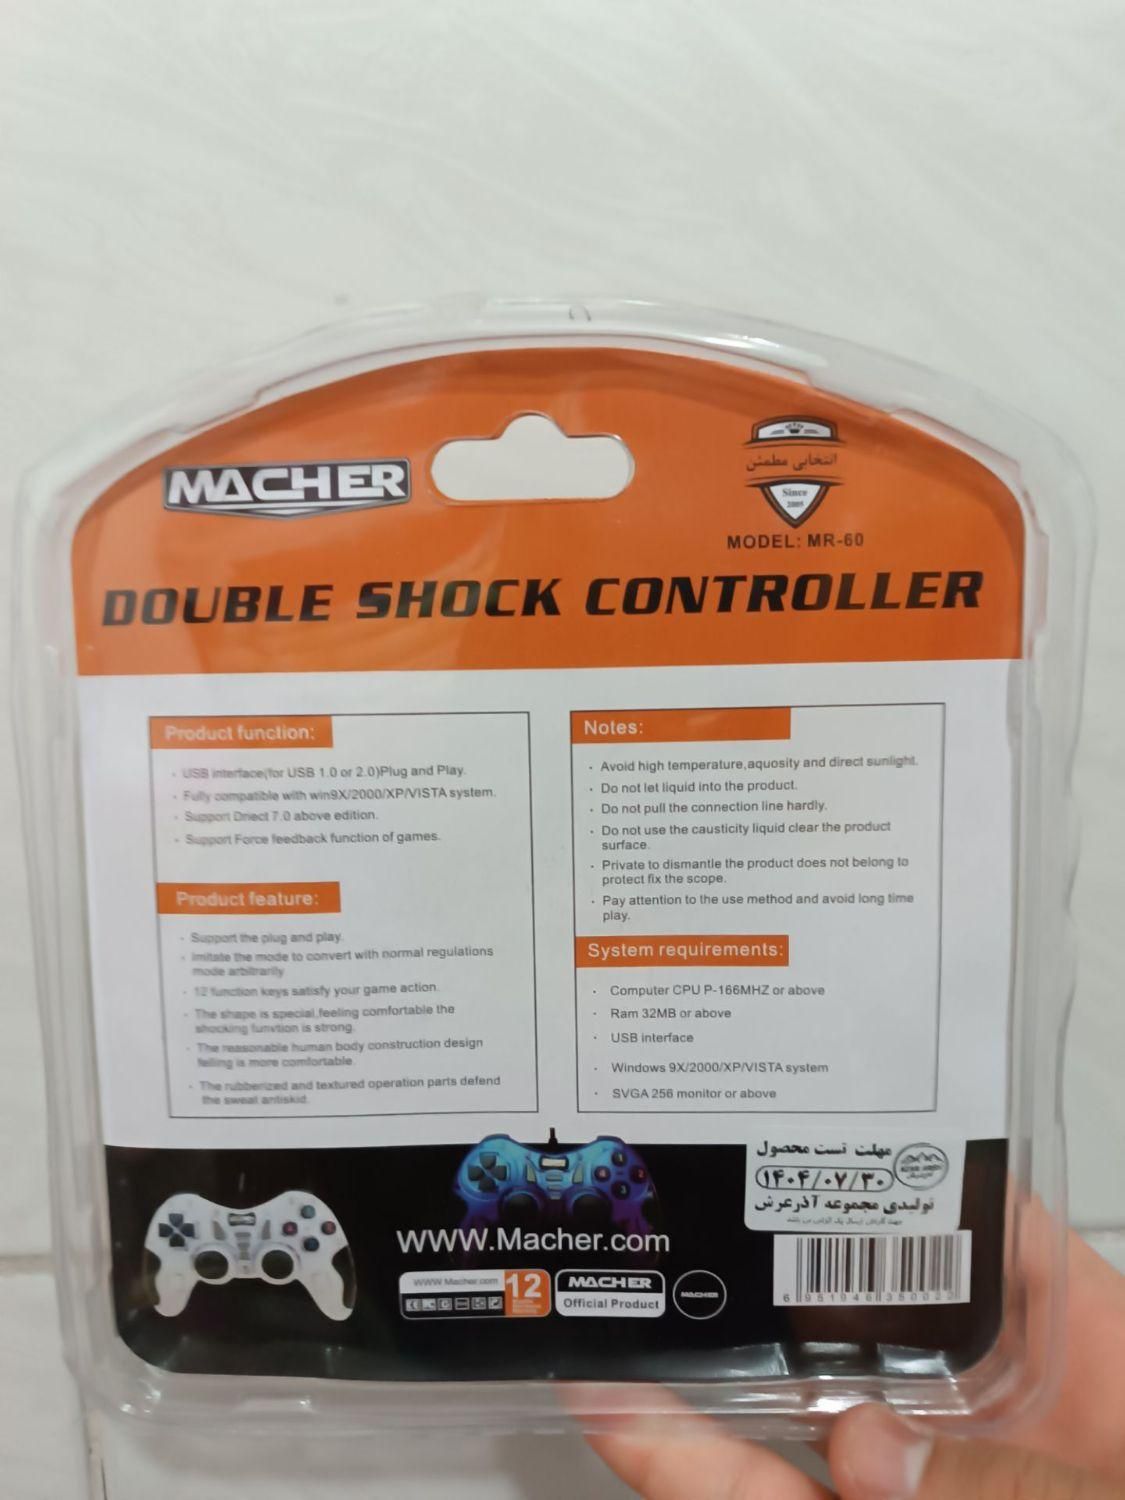 MACHER
انتخابی مطمئن
Since
2005
MODEL: MR-60
DOUBLE SHOCK CONTROLLER
Product function:
· USB interface(for USB 1.0 or 2.0)Plug and Play.
· Fully compatible with win9X/2000/XP/VISTA system.
· Support Driect 7.0 above edition.
· Support Force feedback function of games.
Product feature:
· Support the plug and play.
· Imitate the mode to convert with normal regulations
mode arbitrarily
· 12 function keys satisfy your game action.
· The shape is special,feeling comfortable the
shocking funvtion is strong.
· The reasonable human body construction design
felling is more comfortable.
· The rubberized and textured operation parts defend
the sweat antiskid.
Notes:
· Avoid high temperature,aquosity and direct sunlight.
· Do not let liquid into the product.
· Do not pull the connection line hardly.
· Do not use the causticity liquid clear the product
surface.
· Private to dismantle the product does not belong to
protect fix the scope.
· Pay attention to the use method and avoid long time
play.
System requirements:
· Computer CPU P-166MHZ or above
· Ram 32MB or above
· USB interface
· Windows 9X/2000/XP/VISTA system
· SVGA 256 monitor or above
مهلت تست محصول
۱۴۰۴/۰۷/۳۰
تولیدی مجموعه آذرعرش
WWW.Macher.com
WWW.Macher.com
12
MACHER
Official Product
MACHER
6 951946 350022